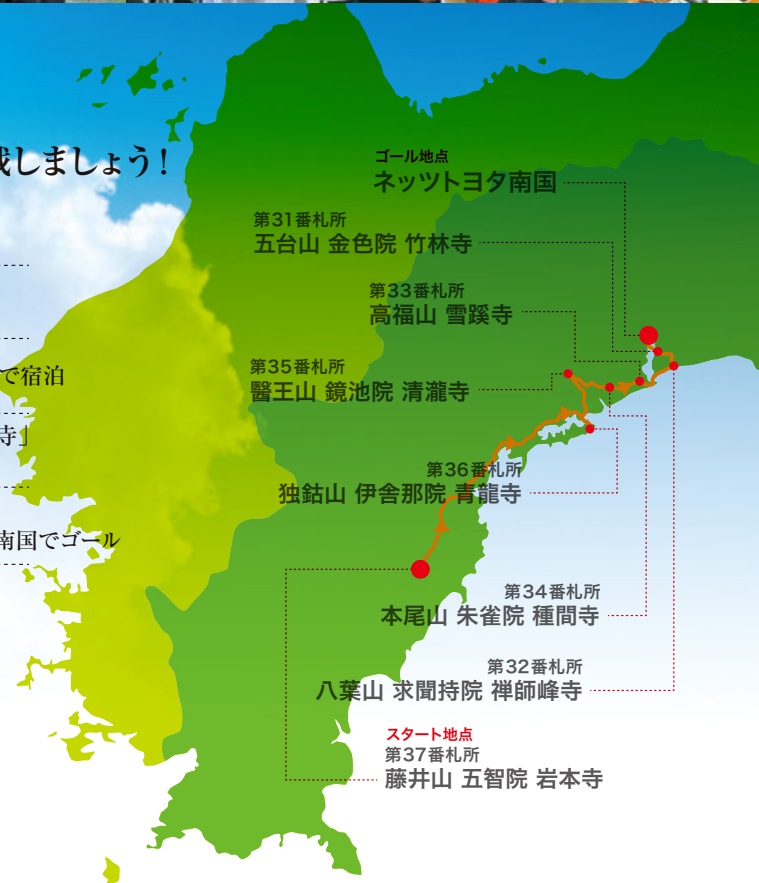 戦しましょう！
で宿泊
寺」
南国でゴール
ゴール地点
ネッツトヨタ南国
第31番札所
五台山 金色院 竹林寺
第33番札所
高福山 雪蹊寺
第35番札所
醫王山 鏡池院 清瀧寺
第36番札所
独鈷山 伊舎那院 青龍寺
第34番札所
本尾山 朱雀院 種間寺
第32番札所
八葉山 求聞持院 禅師峰寺
スタート地点
第37番札所
藤井山 五智院 岩本寺